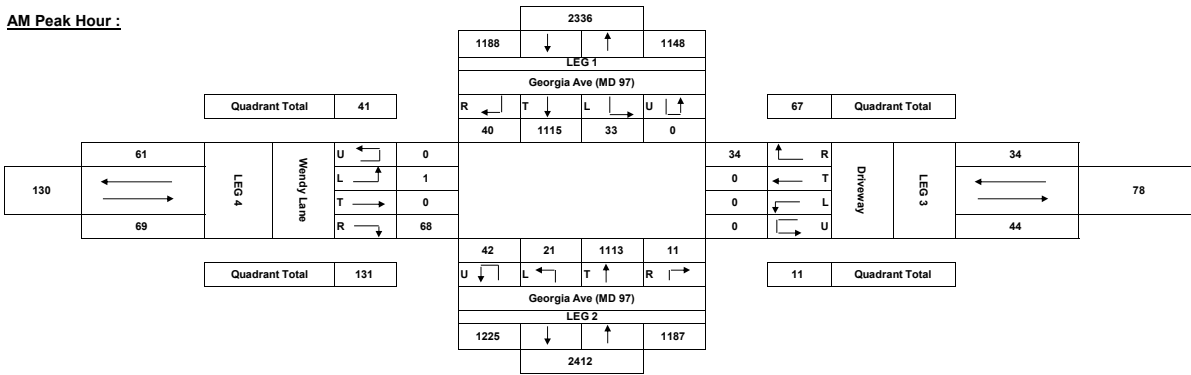 AM Peak Hour :
2336
1188 1148
LEG 1
Georgia Ave (MD 97)
Quadrant Total 41
R T L U
67 Quadrant Total
40 1115 33 0
61 U 0
34 R 34
130 LEG 4 Wendy Lane L 1
0 T Driveway LEG 3 78
T 0
0 L
69 R 68
0 U 44
42 21 1113 11
Quadrant Total 131
U L T R
11 Quadrant Total
Georgia Ave (MD 97)
LEG 2
1225 1187
2412